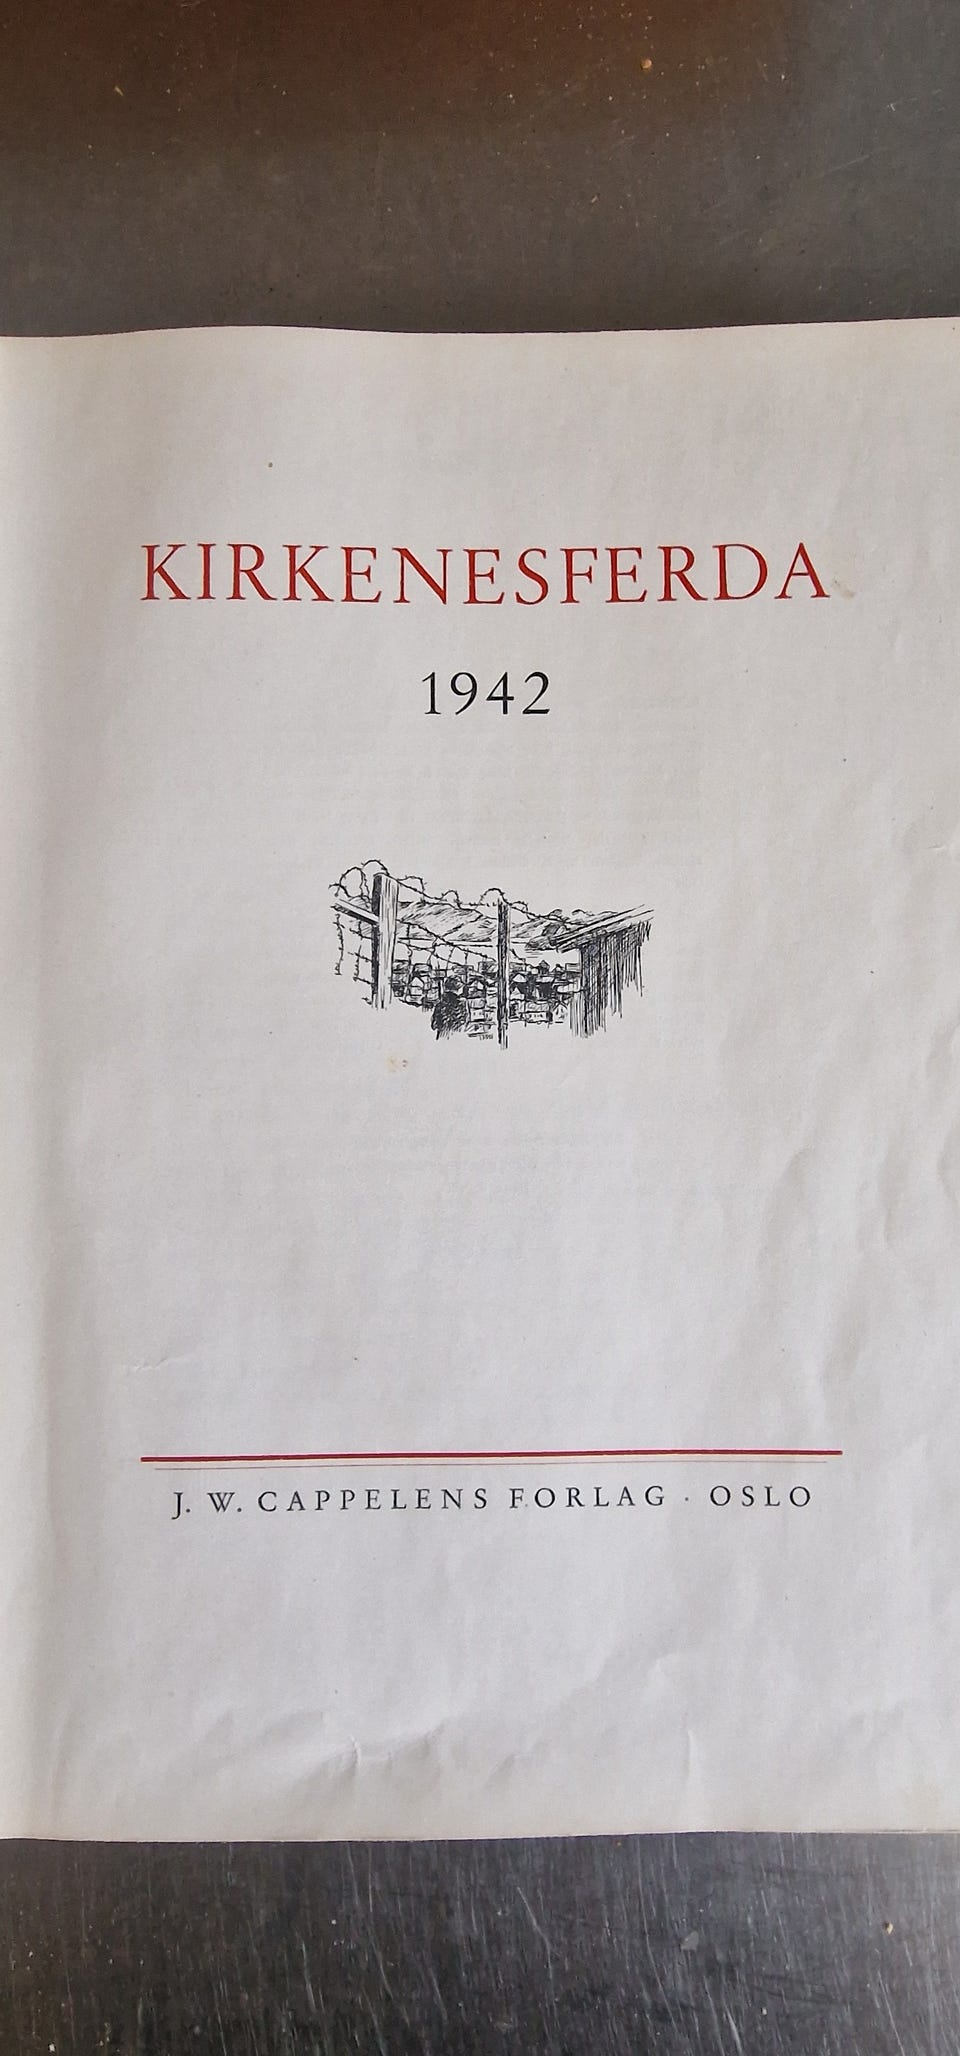 KIRKENESFERDA
1942
J. W. CAPPELENS FORLAG · OSLO